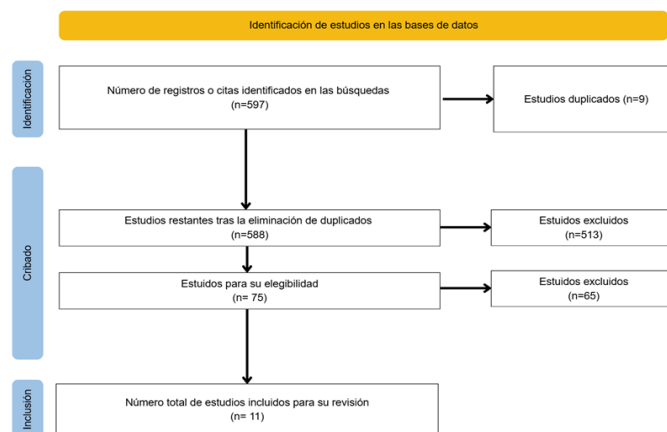 Identificación de estudios en las bases de datos
Identificación
Número de registros o citas identificados en las búsquedas
(n=597)
Estudios duplicados (n=9)
Cribado
Estudios restantes tras la eliminación de duplicados
(n=588)
Estuidos excluidos
(n=513)
Estuidos para su elegibilidad
(n= 75)
Estuidos excluidos
(n=65)
Inclusión
Número total de estudios incluidos para su revisión
(n= 11)